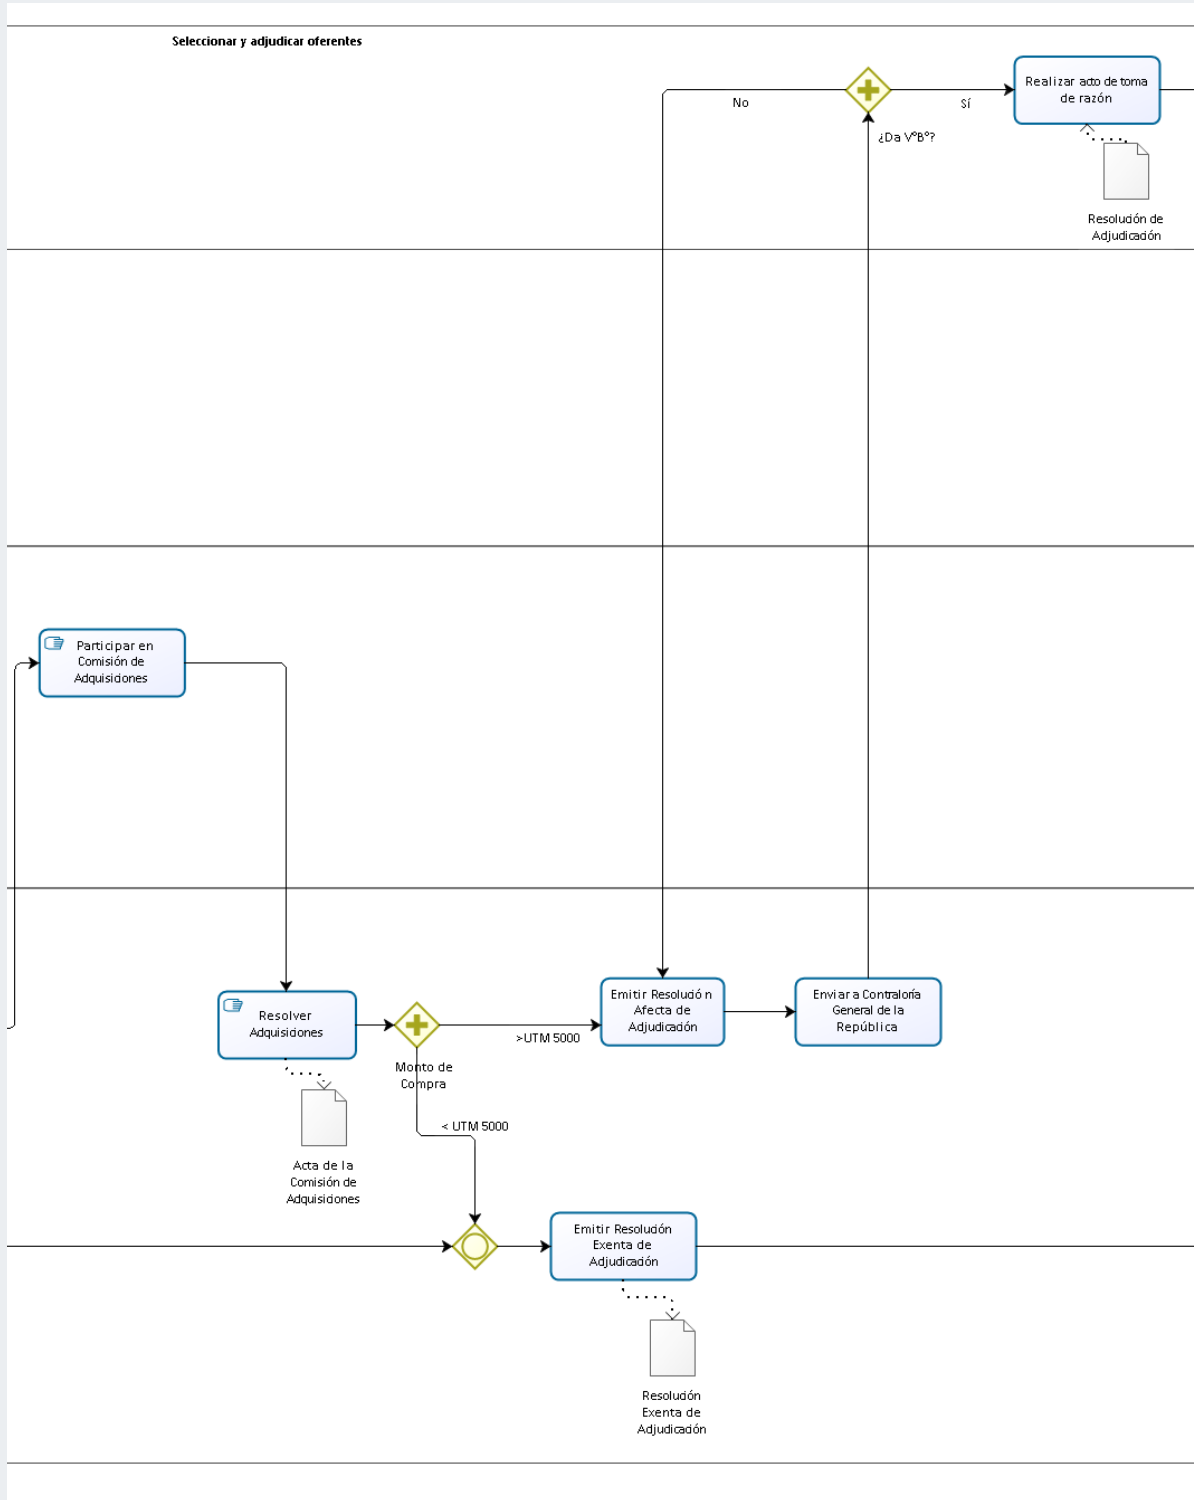 Seleccionar y adjudicar oferentes
No
Sí
¿Da VºBº?
Realizar acto de toma
de razón
Resolución de
Adjudicación
Participar en
Comisión de
Adquisiciones
Resolver
Adquisiciones
Monto de
Compra
>UTM 5000
< UTM 5000
Emitir Resolución
Afecta de
Adjudicación
Enviar a Contraloría
General de la
República
Acta de la
Comisión de
Adquisiciones
Emitir Resolución
Exenta de
Adjudicación
Resolución
Exenta de
Adjudicación